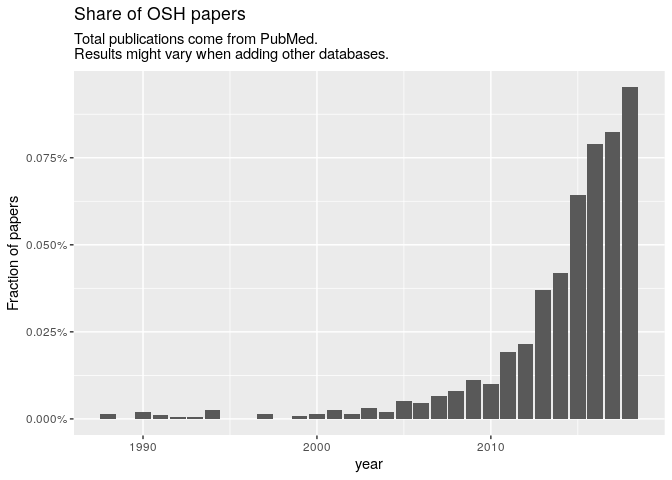 Share of OSH papers
Total publications come from PubMed.
Results might vary when adding other databases.
0.075%
0.050%
0.025%
0.000%
Fraction of papers
1990
2000
2010
year